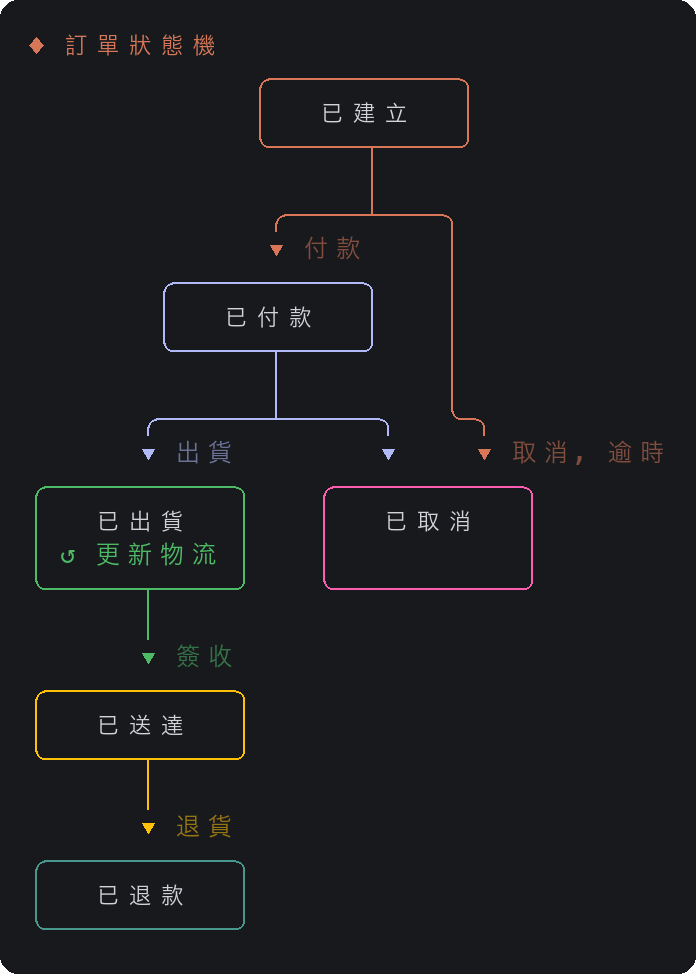 ◆ 訂單狀態機
已建立
付款
已付款
出貨
取消, 逾時
已出貨
↺ 更新物流
已取消
簽收
已送達
退貨
已退款